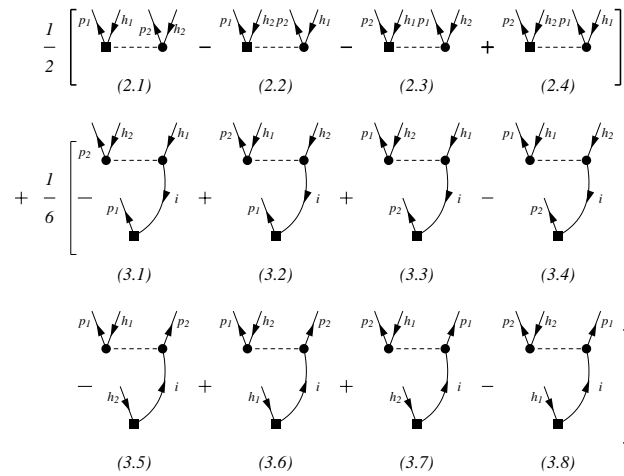 1/2 [ p₁ h₁ p₂ h₂ − p₁ h₂ p₂ h₁ − p₂ h₁ p₁ h₂ + p₂ h₂ p₁ h₁ ]
(2.1) (2.2) (2.3) (2.4)
p₂ h₂ h₁ p₂ h₁ h₂ p₁ h₂ h₁ p₁ h₁ h₂
+ 1/6 [ − p₁ i + p₁ i + p₂ i − p₂ i
(3.1) (3.2) (3.3) (3.4)
p₁ h₁ p₂ p₁ h₂ p₂ p₂ h₁ p₁ p₂ h₂ p₁
− h₂ i + h₁ i + h₂ i − h₁ i
(3.5) (3.6) (3.7) (3.8)